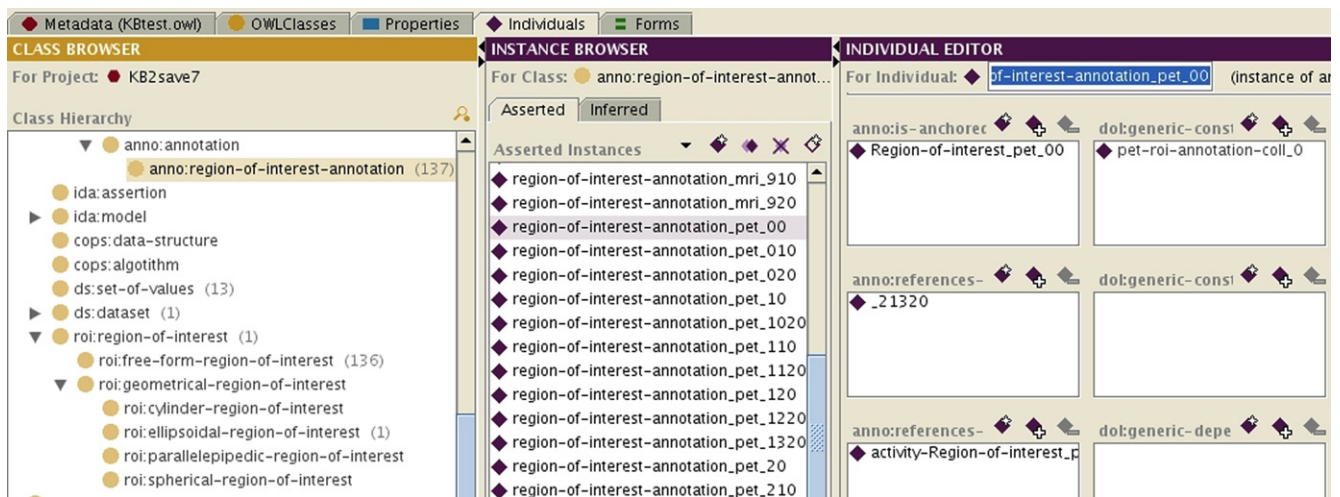 Metadata (KBtest.owl) OWLClasses Properties Individuals Forms
CLASS BROWSER
For Project: KB2save7
Class Hierarchy
anno:annotation
anno:region-of-interest-annotation (137)
ida:assertion
ida:model
cops:data-structure
cops:algotithm
ds:set-of-values (13)
ds:dataset (1)
roi:region-of-interest (1)
roi:free-form-region-of-interest (136)
roi:geometrical-region-of-interest
roi:cylinder-region-of-interest
roi:ellipsoidal-region-of-interest (1)
roi:parallelepipedic-region-of-interest
roi:spherical-region-of-interest
INSTANCE BROWSER
For Class: anno:region-of-interest-annot...
Asserted Inferred
Asserted Instances
region-of-interest-annotation_mri_910
region-of-interest-annotation_mri_920
region-of-interest-annotation_pet_00
region-of-interest-annotation_pet_010
region-of-interest-annotation_pet_020
region-of-interest-annotation_pet_10
region-of-interest-annotation_pet_1020
region-of-interest-annotation_pet_110
region-of-interest-annotation_pet_1120
region-of-interest-annotation_pet_120
region-of-interest-annotation_pet_1220
region-of-interest-annotation_pet_1320
region-of-interest-annotation_pet_20
region-of-interest-annotation_pet_210
INDIVIDUAL EDITOR
For Individual: of-interest-annotation_pet_00 (instance of an
anno:is-anchored dol:generic-const
Region-of-interest_pet_00 pet-roi-annotation-coll_0
anno:references- dol:generic-const
_21320
anno:references- dol:generic-depe
activity-Region-of-interest_p